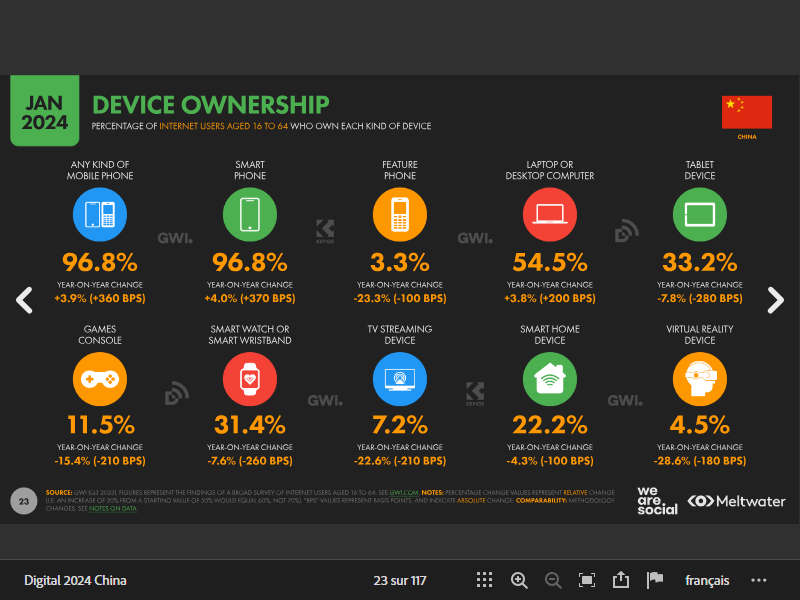 JAN
2024
DEVICE OWNERSHIP
PERCENTAGE OF INTERNET USERS AGED 16 TO 64 WHO OWN EACH KIND OF DEVICE
CHINA
ANY KIND OF
MOBILE PHONE
96.8%
YEAR-ON-YEAR CHANGE
+3.9% (+360 BPS)
SMART
PHONE
96.8%
YEAR-ON-YEAR CHANGE
+4.0% (+370 BPS)
FEATURE
PHONE
3.3%
YEAR-ON-YEAR CHANGE
-23.3% (-100 BPS)
LAPTOP OR
DESKTOP COMPUTER
54.5%
YEAR-ON-YEAR CHANGE
+3.8% (+200 BPS)
TABLET
DEVICE
33.2%
YEAR-ON-YEAR CHANGE
-7.8% (-280 BPS)
GWI.
KEPIOS
GWI.
GAMES
CONSOLE
11.5%
YEAR-ON-YEAR CHANGE
-15.4% (-210 BPS)
SMART WATCH OR
SMART WRISTBAND
31.4%
YEAR-ON-YEAR CHANGE
-7.6% (-260 BPS)
TV STREAMING
DEVICE
7.2%
YEAR-ON-YEAR CHANGE
-22.6% (-210 BPS)
SMART HOME
DEVICE
22.2%
YEAR-ON-YEAR CHANGE
-4.3% (-100 BPS)
VIRTUAL REALITY
DEVICE
4.5%
YEAR-ON-YEAR CHANGE
-28.6% (-180 BPS)
GWI.
KEPIOS
GWI.
23
SOURCE: GWI (Q3 2023). FIGURES REPRESENT THE FINDINGS OF A BROAD SURVEY OF INTERNET USERS AGED 16 TO 64. SEE GWI.COM. NOTES: PERCENTAGE CHANGE VALUES REPRESENT RELATIVE CHANGE
(I.E. AN INCREASE OF 20% FROM A STARTING VALUE OF 50% WOULD EQUAL 60%, NOT 70%). "BPS" VALUES REPRESENT BASIS POINTS, AND INDICATE ABSOLUTE CHANGE. COMPARABILITY: METHODOLOGY
CHANGES. SEE NOTES ON DATA.
we
are.
social
Meltwater
Digital 2024 China
23 sur 117
français